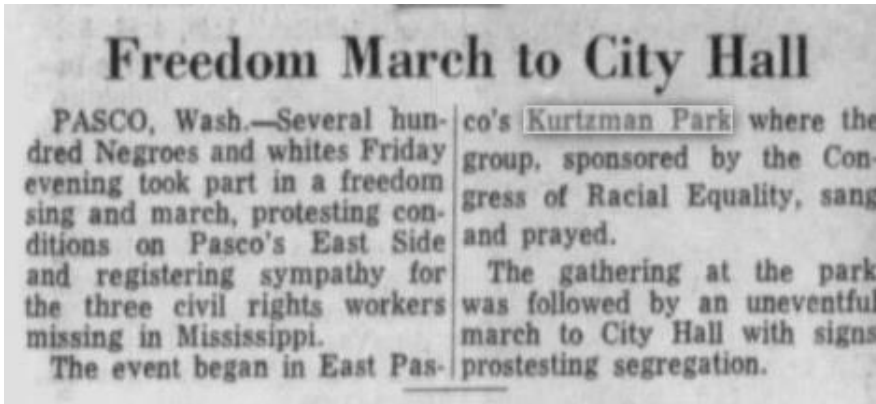 Freedom March to City Hall
PASCO, Wash.—Several hun-
dred Negroes and whites Friday
evening took part in a freedom
sing and march, protesting con-
ditions on Pasco's East Side
and registering sympathy for
the three civil rights workers
missing in Mississippi.
The event began in East Pas-
co's Kurtzman Park where the
group, sponsored by the Con-
gress of Racial Equality, sang
and prayed.
The gathering at the park
was followed by an uneventful
march to City Hall with signs
prostesting segregation.